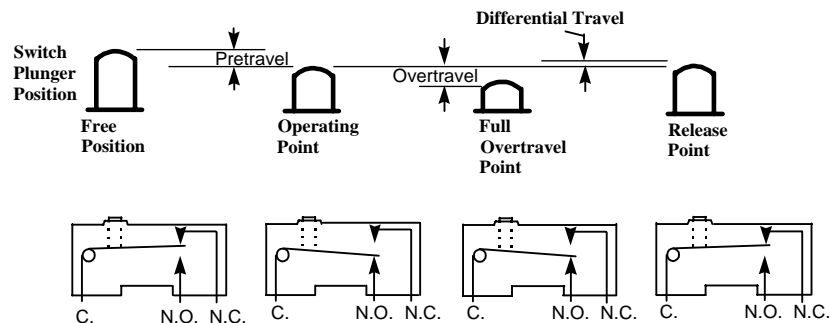 Differential Travel
Switch
Plunger
Position
Pretravel
Overtravel
Free
Position
Operating
Point
Full
Overtravel
Point
Release
Point
C. N.O. N.C.
C. N.O. N.C.
C. N.O. N.C.
C. N.O. N.C.